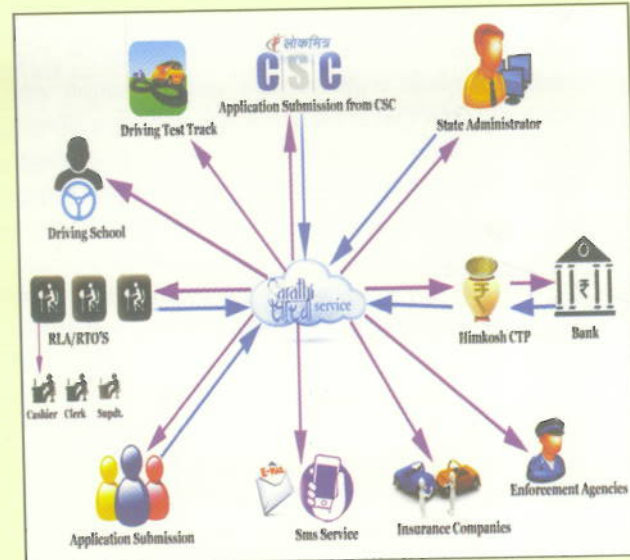 लोकमित्र
CSC
Application Submission from CSC
Driving Test Track
State Administrator
Driving School
Sarathi
service
RLA/RTO'S
Himkosh CTP
Bank
Cashier Clerk Supdt.
E-MAIL
Application Submission
Sms Service
Insurance Companies
Enforcement Agencies